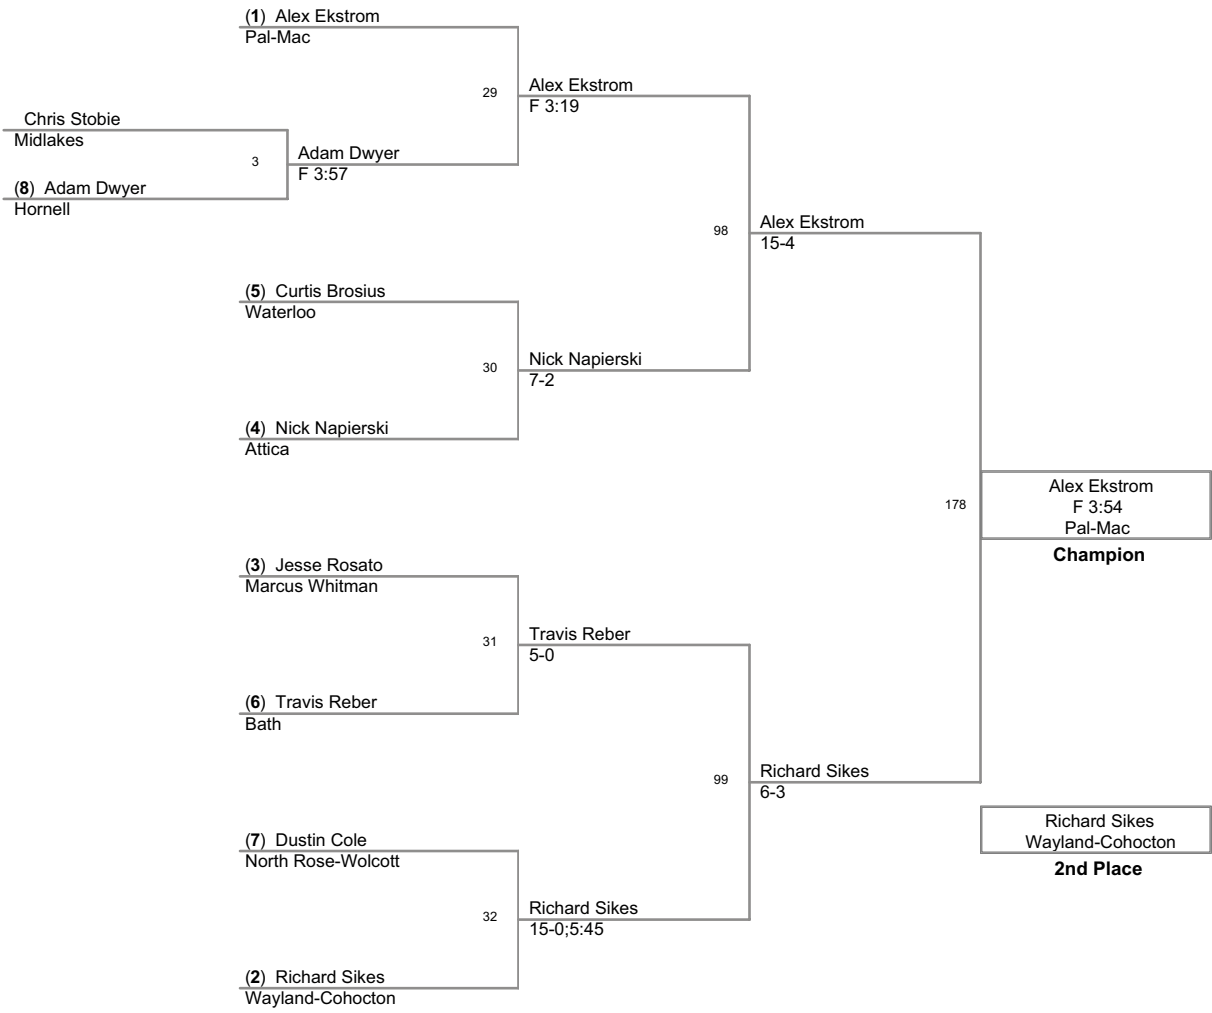 (1) Alex Ekstrom
Pal-Mac
29
Alex Ekstrom
F 3:19
Chris Stobie
Midlakes
3
Adam Dwyer
F 3:57
(8) Adam Dwyer
Hornell
98
Alex Ekstrom
15-4
(5) Curtis Brosius
Waterloo
30
Nick Napierski
7-2
(4) Nick Napierski
Attica
178
Alex Ekstrom
F 3:54
Pal-Mac
Champion
(3) Jesse Rosato
Marcus Whitman
31
Travis Reber
5-0
(6) Travis Reber
Bath
99
Richard Sikes
6-3
Richard Sikes
Wayland-Cohocton
2nd Place
(7) Dustin Cole
North Rose-Wolcott
32
Richard Sikes
15-0;5:45
(2) Richard Sikes
Wayland-Cohocton